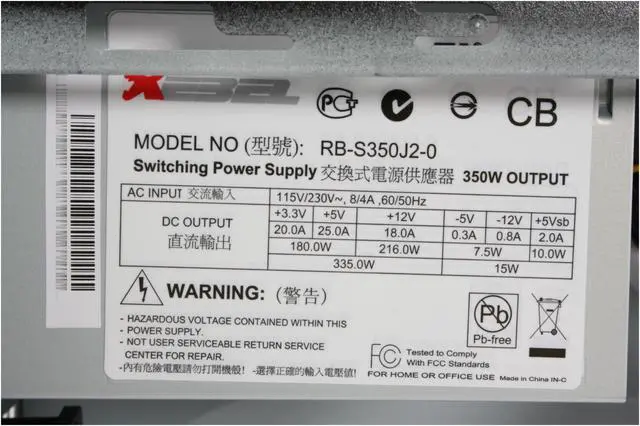 CB
MODEL NO (型號): RB-S350J2-0
Switching Power Supply 交換式電源供應器 350W OUTPUT
AC INPUT 交流輸入 115V/230V~, 8/4A ,60/50Hz
DC OUTPUT 直流輸出 +3.3V +5V +12V -5V -12V +5Vsb
20.0A 25.0A 18.0A 0.3A 0.8A 2.0A
180.0W 216.0W 7.5W 10.0W
335.0W 15W
WARNING: (警告)
- HAZARDOUS VOLTAGE CONTAINED WITHIN THIS
- POWER SUPPLY.
- NOT USER SERVICEABLE RETURN SERVICE
CENTER FOR REPAIR.
-內有危險電壓請勿打開機殼! -選擇正確的輸入電壓值!
Pb
Pb-free
FC Tested to Comply
With FCC Standards
FOR HOME OR OFFICE USE Made in China IN-C